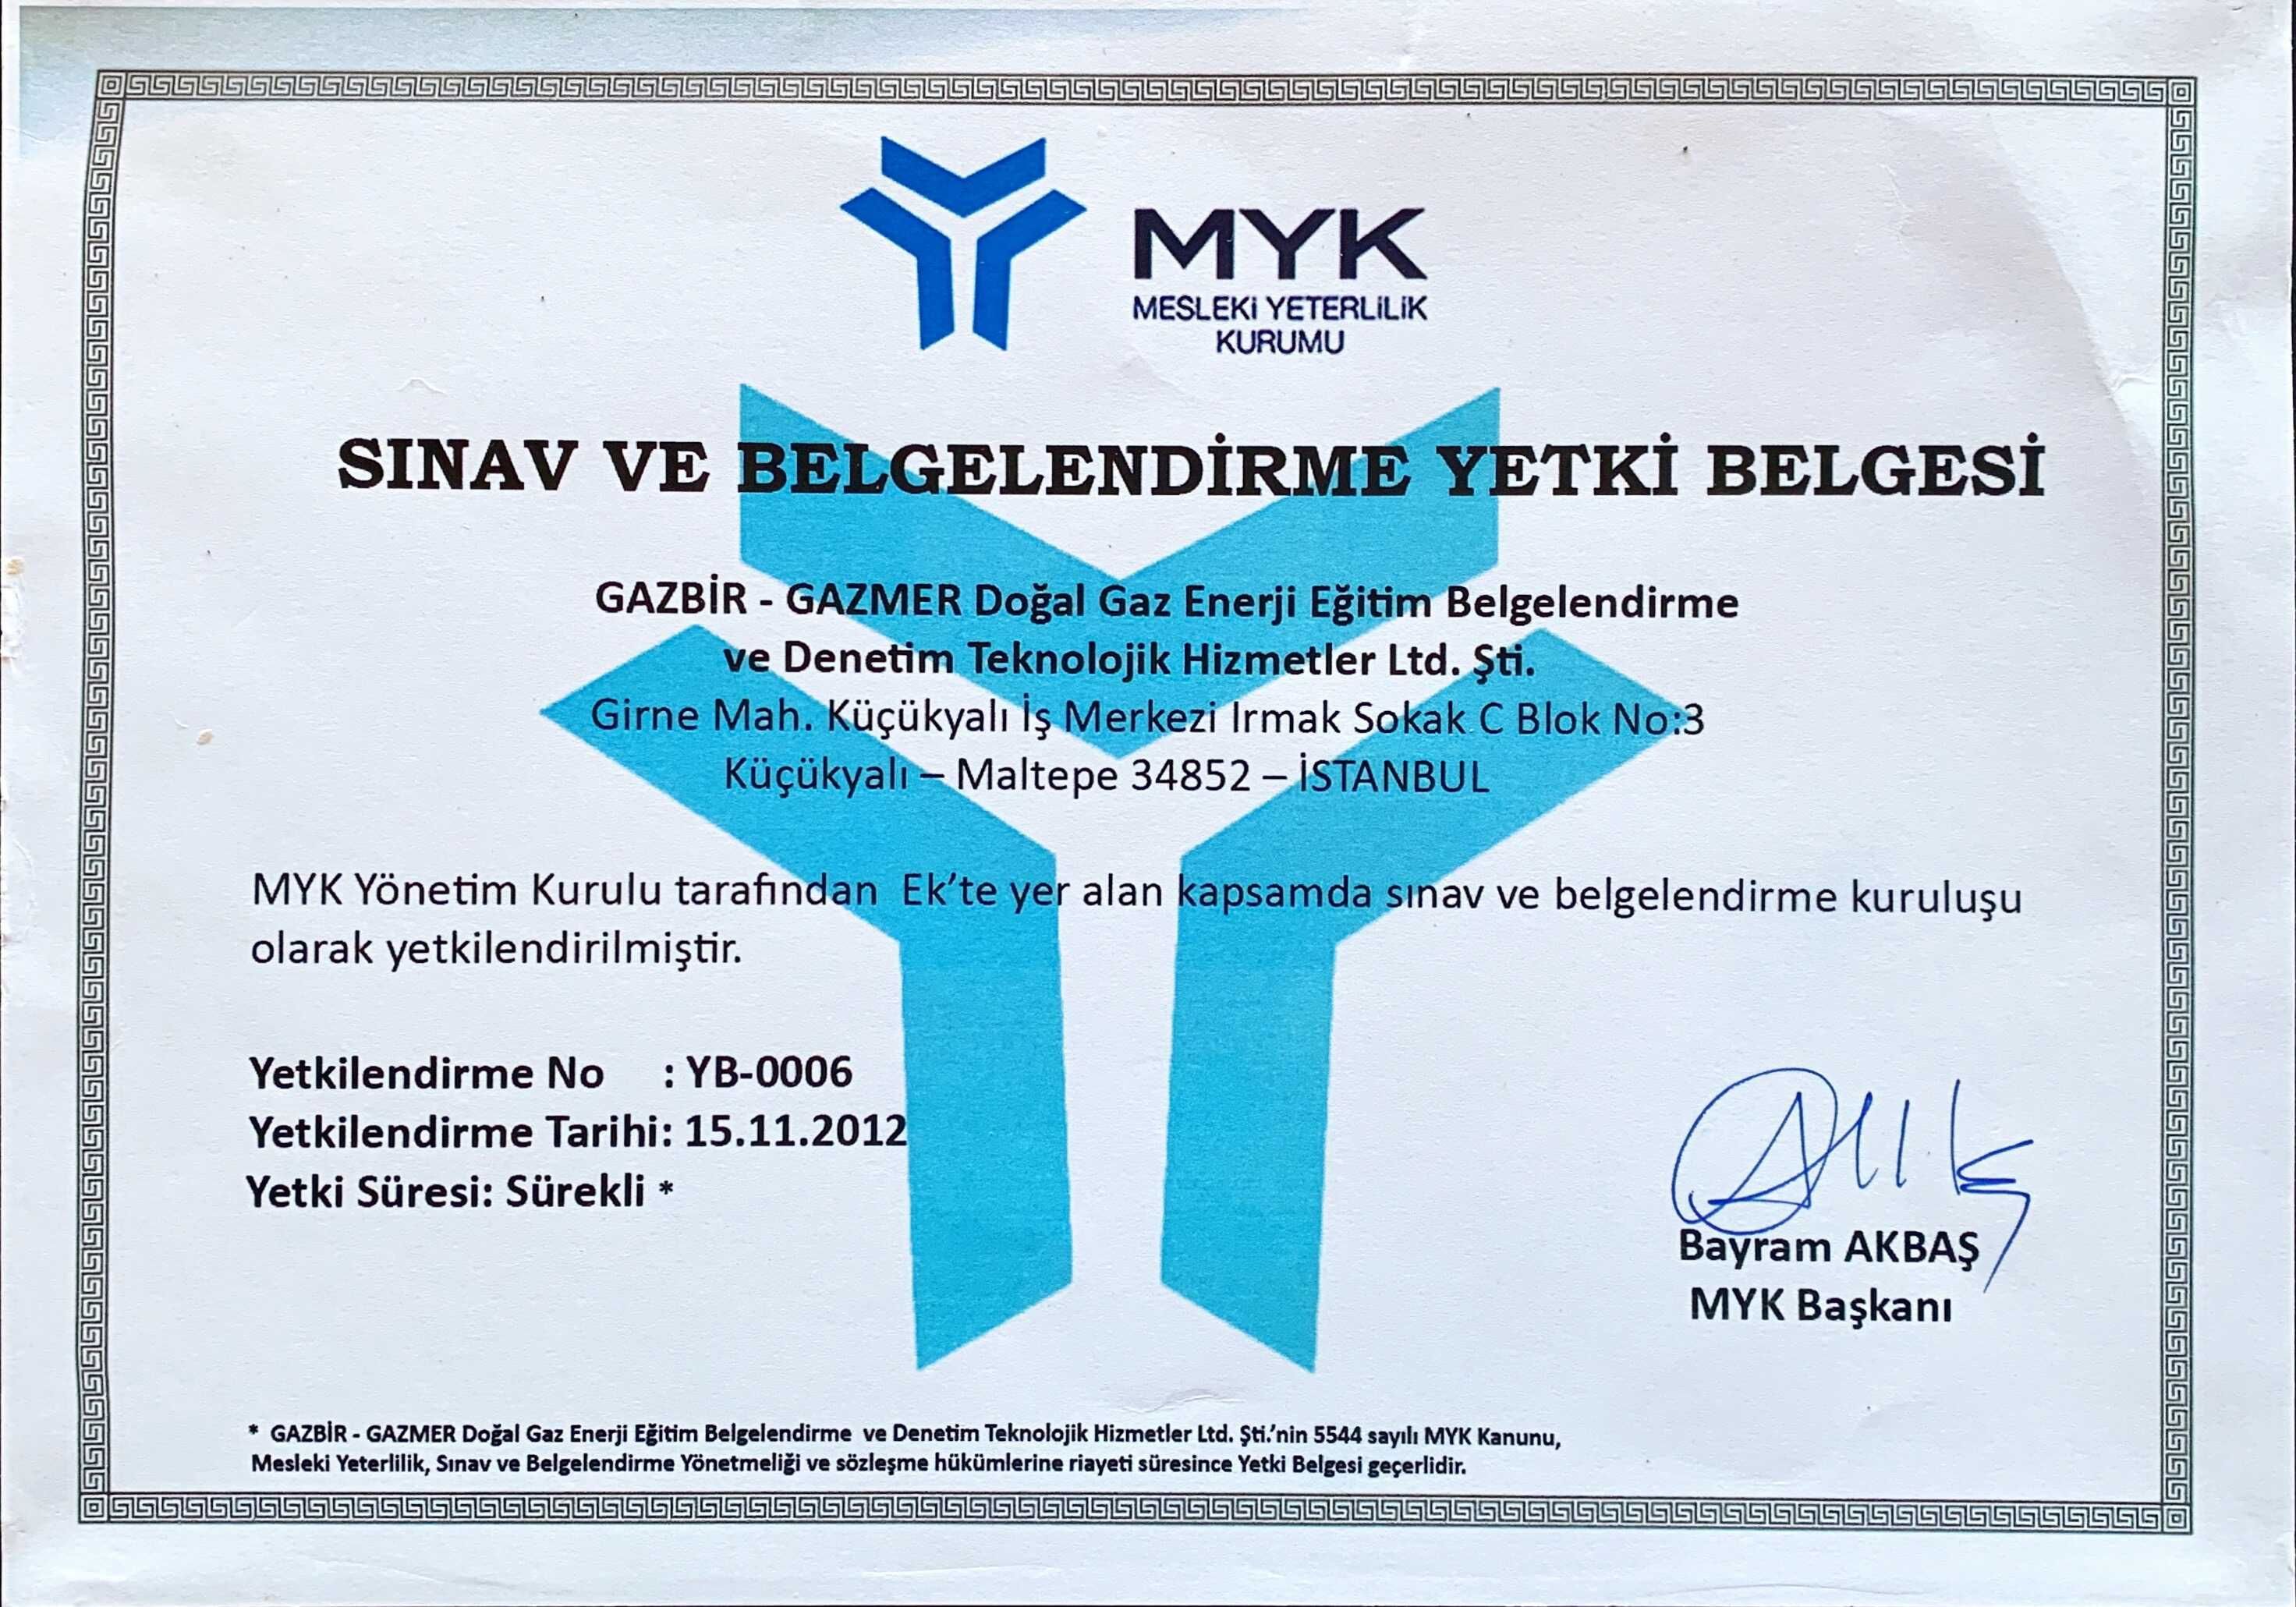 MYK
MESLEKİ YETERLİLİK
KURUMU
SINAV VE BELGELENDİRME YETKİ BELGESİ
GAZBİR - GAZMER Doğal Gaz Enerji Eğitim Belgelendirme
ve Denetim Teknolojik Hizmetler Ltd. Şti.
Girne Mah. Küçükyalı İş Merkezi Irmak Sokak C Blok No:3
Küçükyalı – Maltepe 34852 – İSTANBUL
MYK Yönetim Kurulu tarafından Ek’te yer alan kapsamda sınav ve belgelendirme kuruluşu
olarak yetkilendirilmiştir.
Yetkilendirme No : YB-0006
Yetkilendirme Tarihi: 15.11.2012
Yetki Süresi: Sürekli *
Bayram AKBAŞ
MYK Başkanı
* GAZBİR - GAZMER Doğal Gaz Enerji Eğitim Belgelendirme ve Denetim Teknolojik Hizmetler Ltd. Şti.’nin 5544 sayılı MYK Kanunu,
Mesleki Yeterlilik, Sınav ve Belgelendirme Yönetmeliği ve sözleşme hükümlerine riayeti süresince Yetki Belgesi geçerlidir.